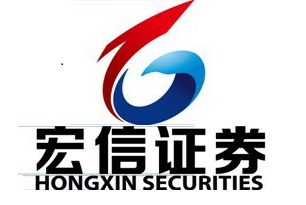 宏信证券
HONGXIN SECURITIES